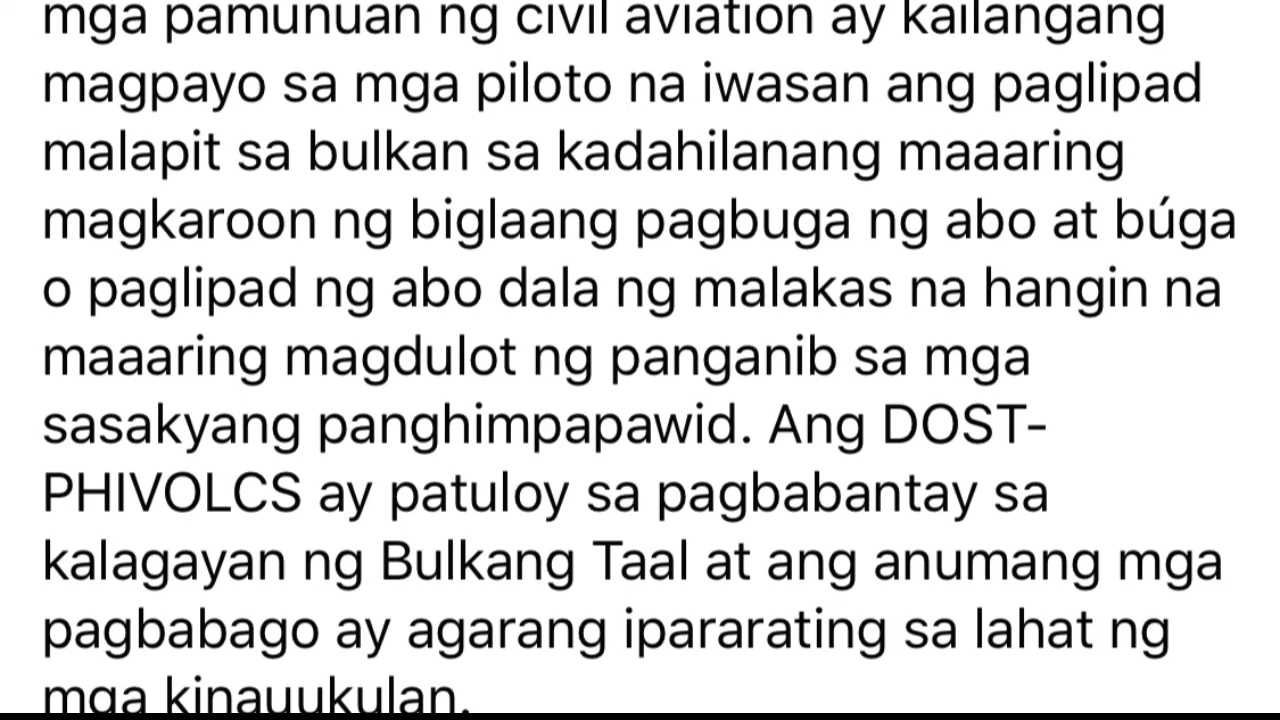 mga pamunuan ng civil aviation ay kailangang
magpayo sa mga piloto na iwasan ang paglipad
malapit sa bulkan sa kadahilanang maaaring
magkaroon ng biglaang pagbuga ng abo at búga
o paglipad ng abo dala ng malakas na hangin na
maaaring magdulot ng panganib sa mga
sasakyang panghimpapawid. Ang DOST-
PHIVOLCS ay patuloy sa pagbabantay sa
kalagayan ng Bulkang Taal at ang anumang mga
pagbabago ay agarang ipararating sa lahat ng
mga kinauukulan.